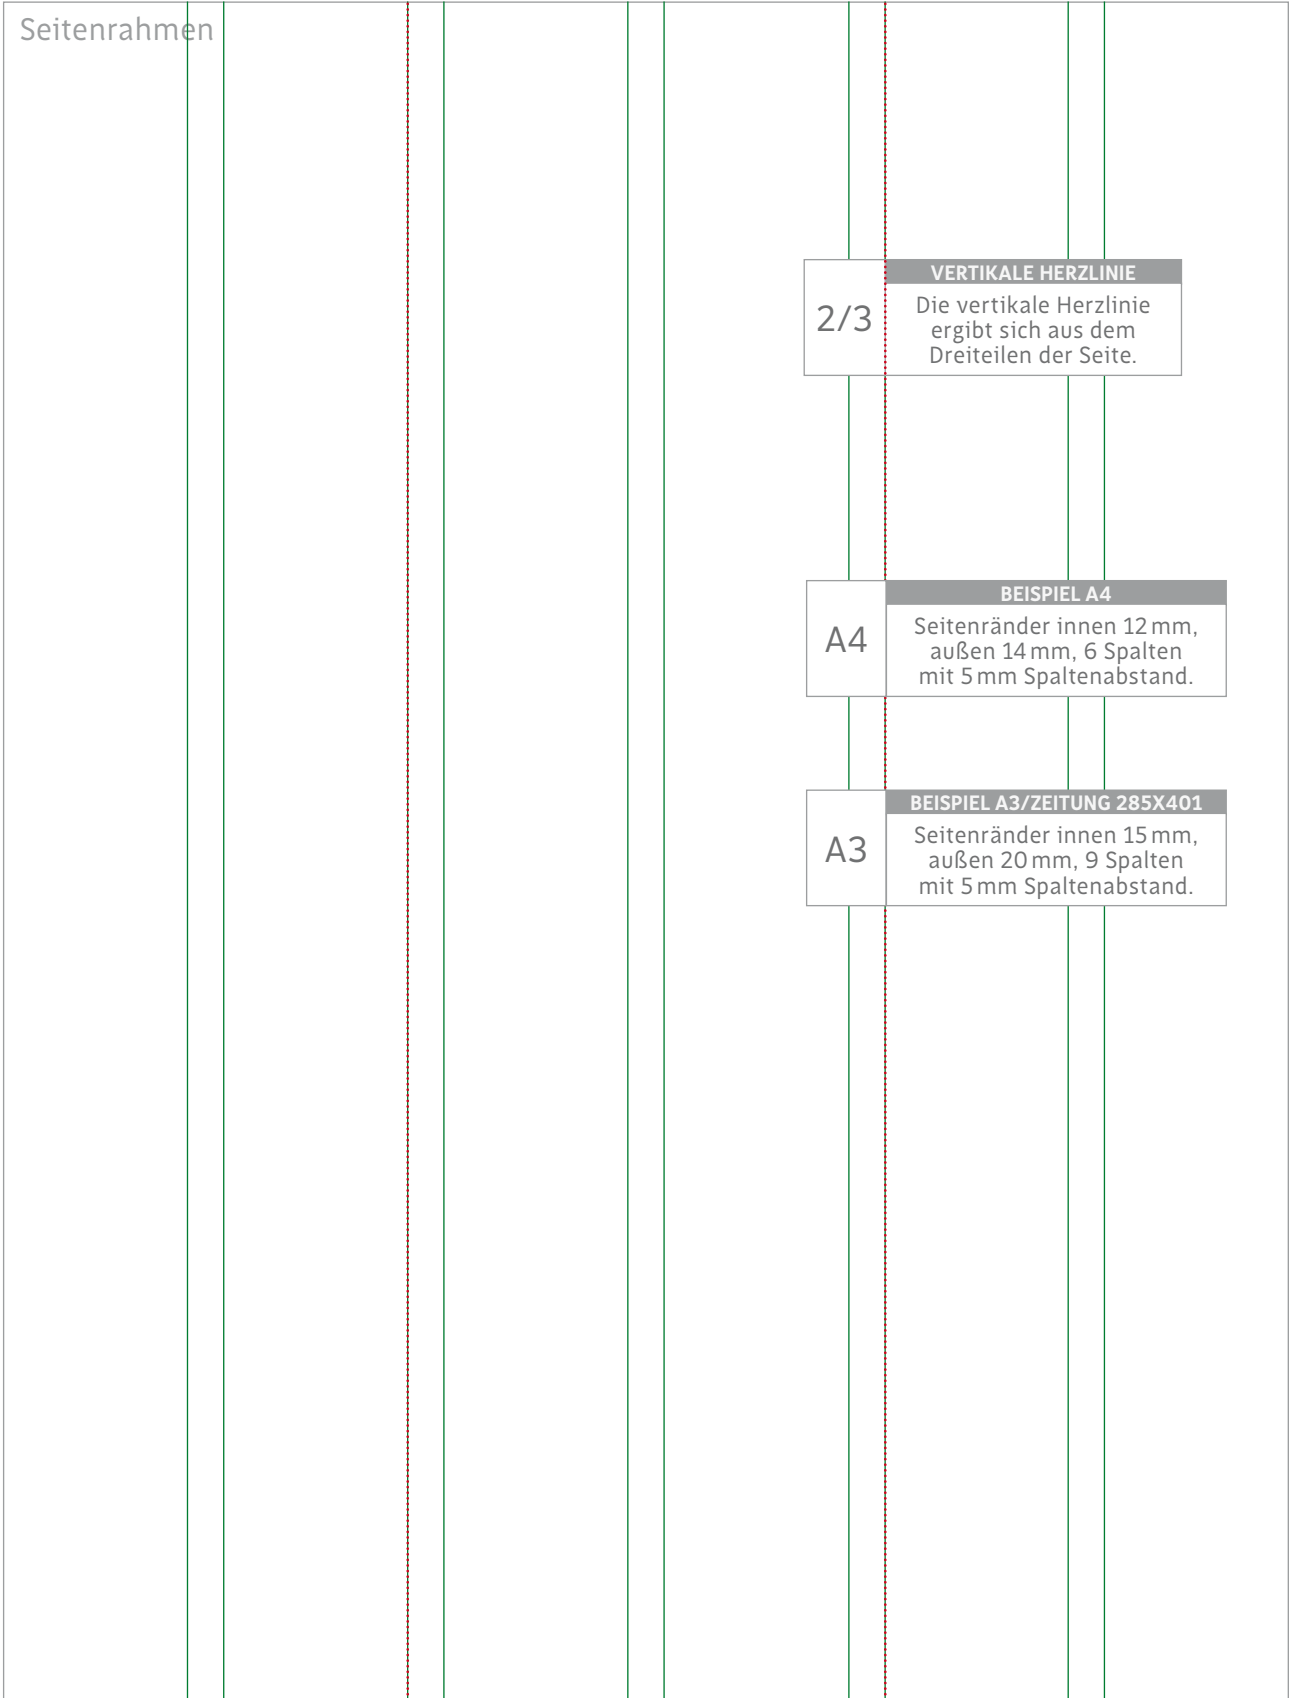 Seitenrahmen
2/3
VERTIKALE HERZLINIE
Die vertikale Herzlinie
ergibt sich aus dem
Dreiteilen der Seite.
A4
BEISPIEL A4
Seitenränder innen 12 mm,
außen 14 mm, 6 Spalten
mit 5 mm Spaltenabstand.
A3
BEISPIEL A3/ZEITUNG 285X401
Seitenränder innen 15 mm,
außen 20 mm, 9 Spalten
mit 5 mm Spaltenabstand.